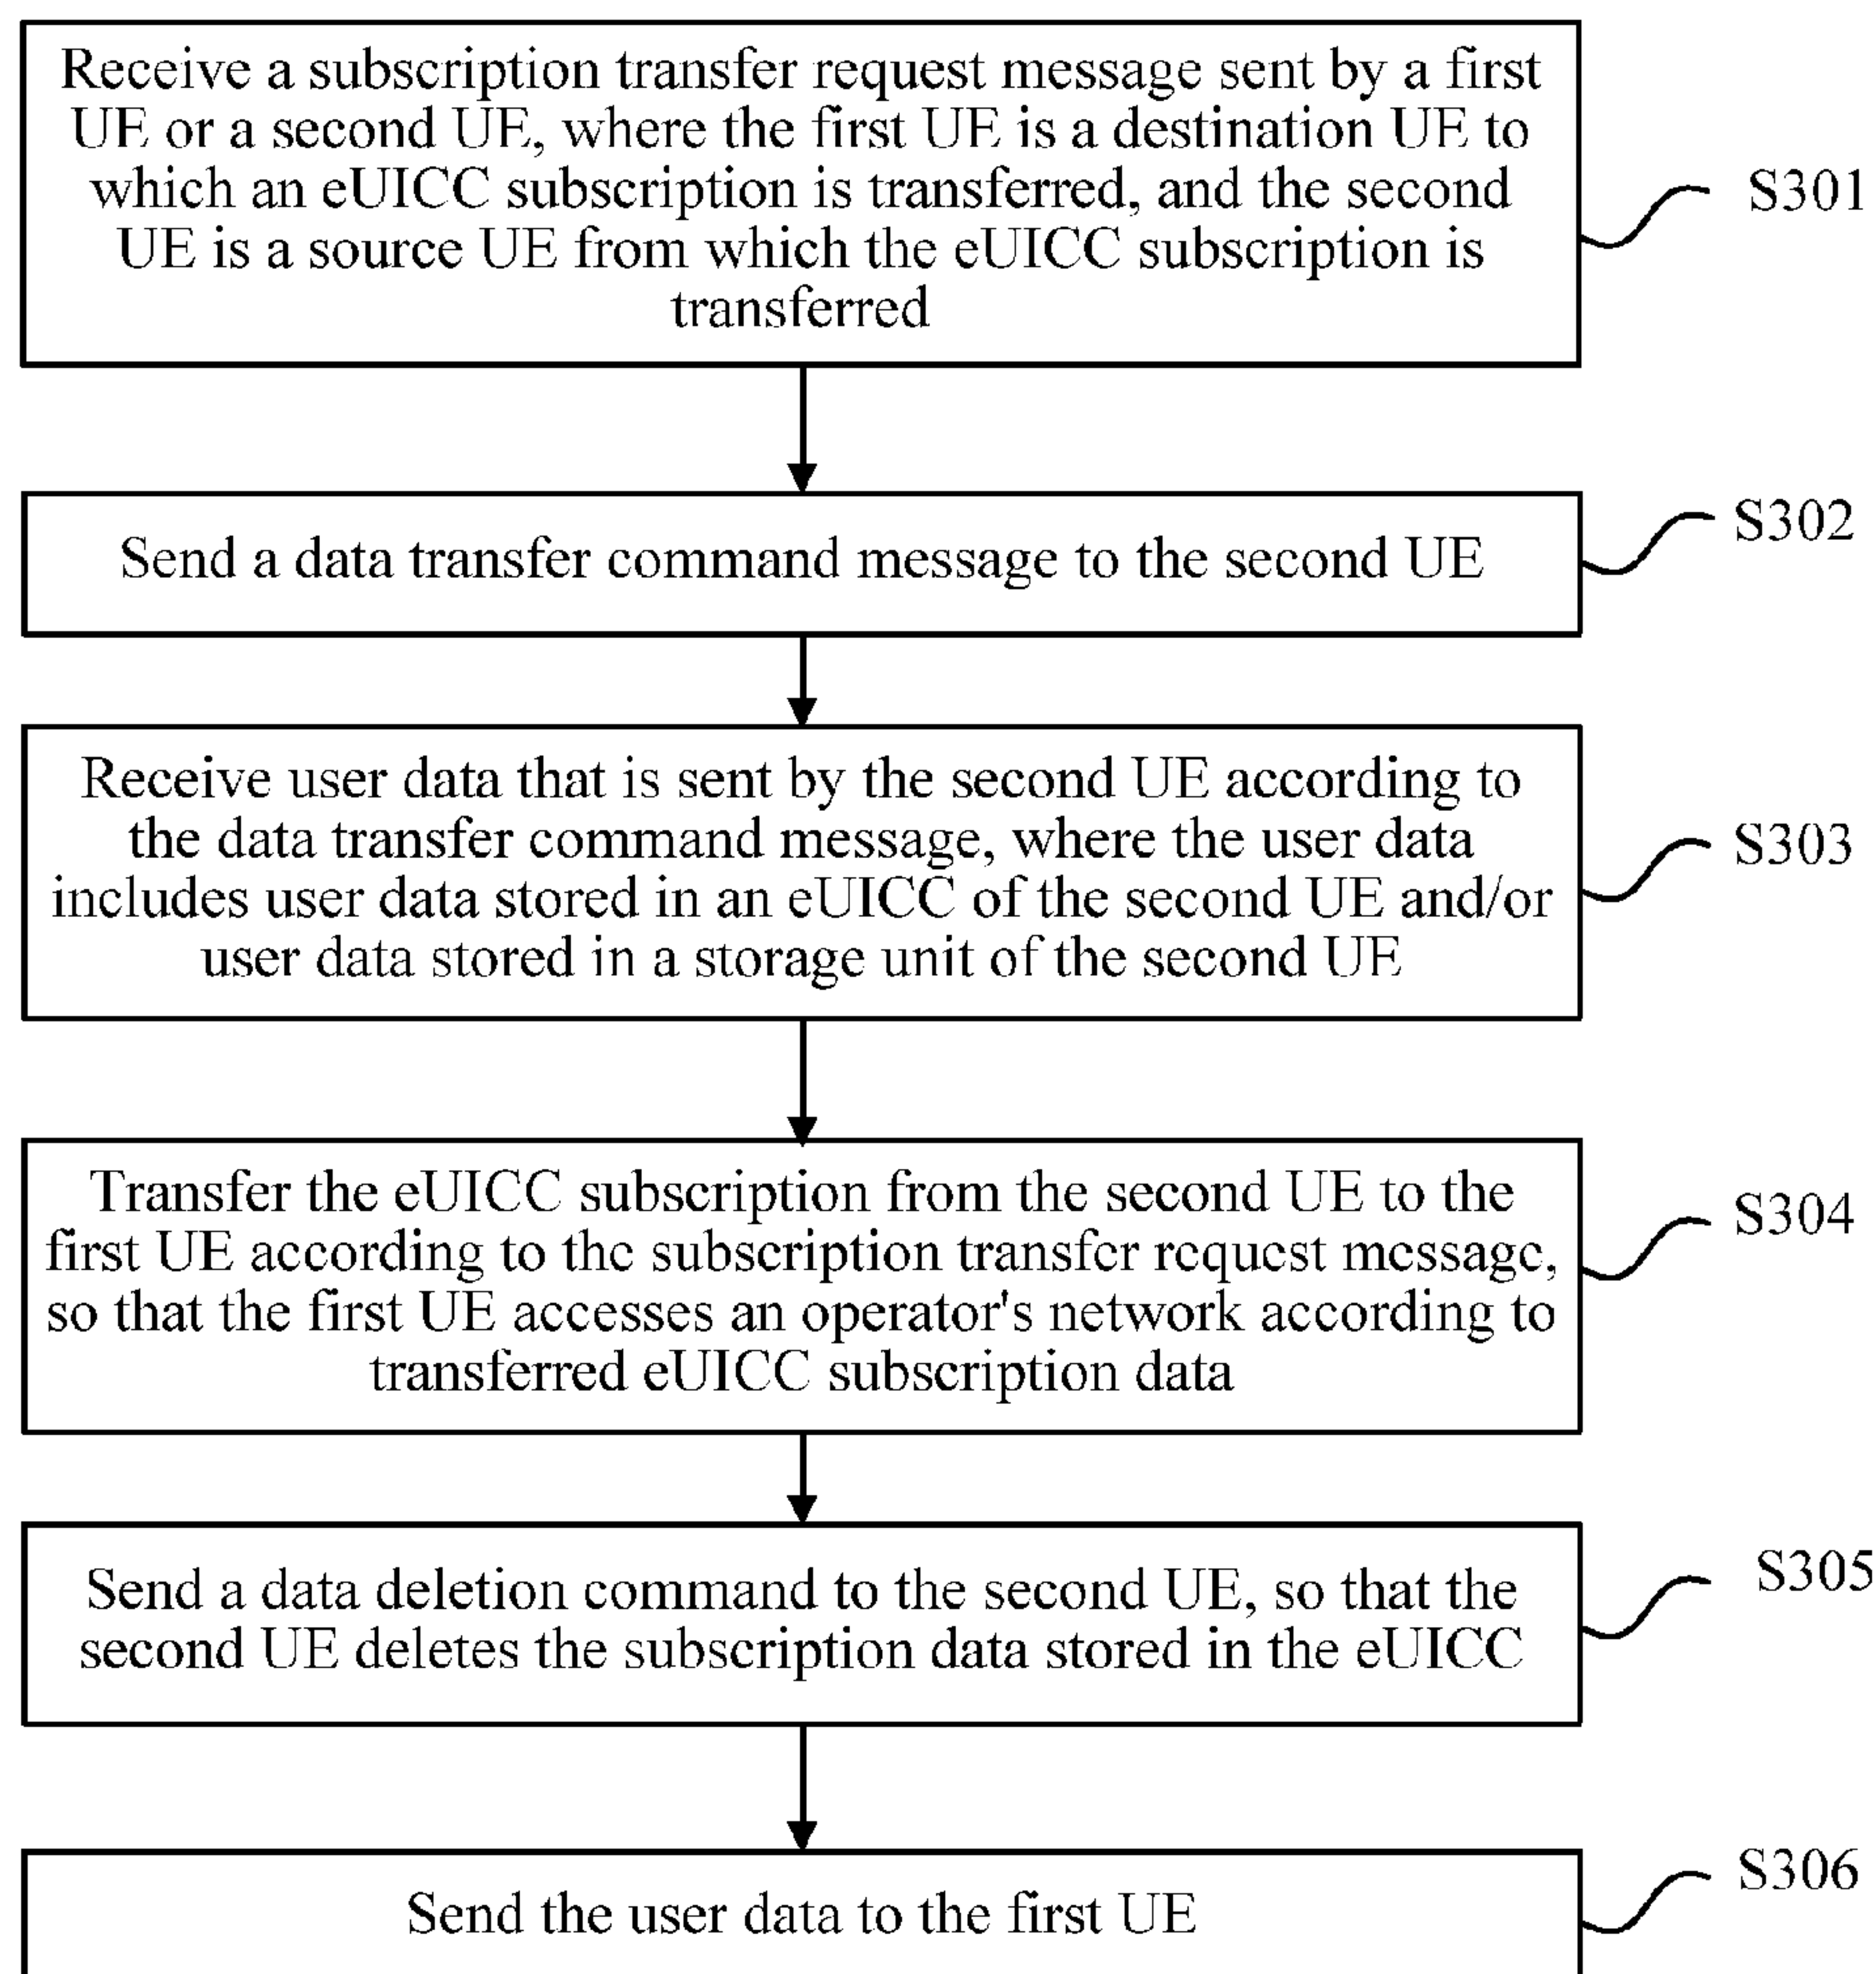 Receive a subscription transfer request message sent by a first
UE or a second UE, where the first UE is a destination UE to
which an eUICC subscription is transferred, and the second
UE is a source UE from which the eUICC subscription is
transferred
S301
Send a data transfer command message to the second UE
S302
Receive user data that is sent by the second UE according to
the data transfer command message, where the user data
includes user data stored in an eUICC of the second UE and/or
user data stored in a storage unit of the second UE
S303
Transfer the eUICC subscription from the second UE to the
first UE according to the subscription transfer request message,
so that the first UE accesses an operator's network according to
transferred eUICC subscription data
S304
Send a data deletion command to the second UE, so that the
second UE deletes the subscription data stored in the eUICC
S305
Send the user data to the first UE
S306